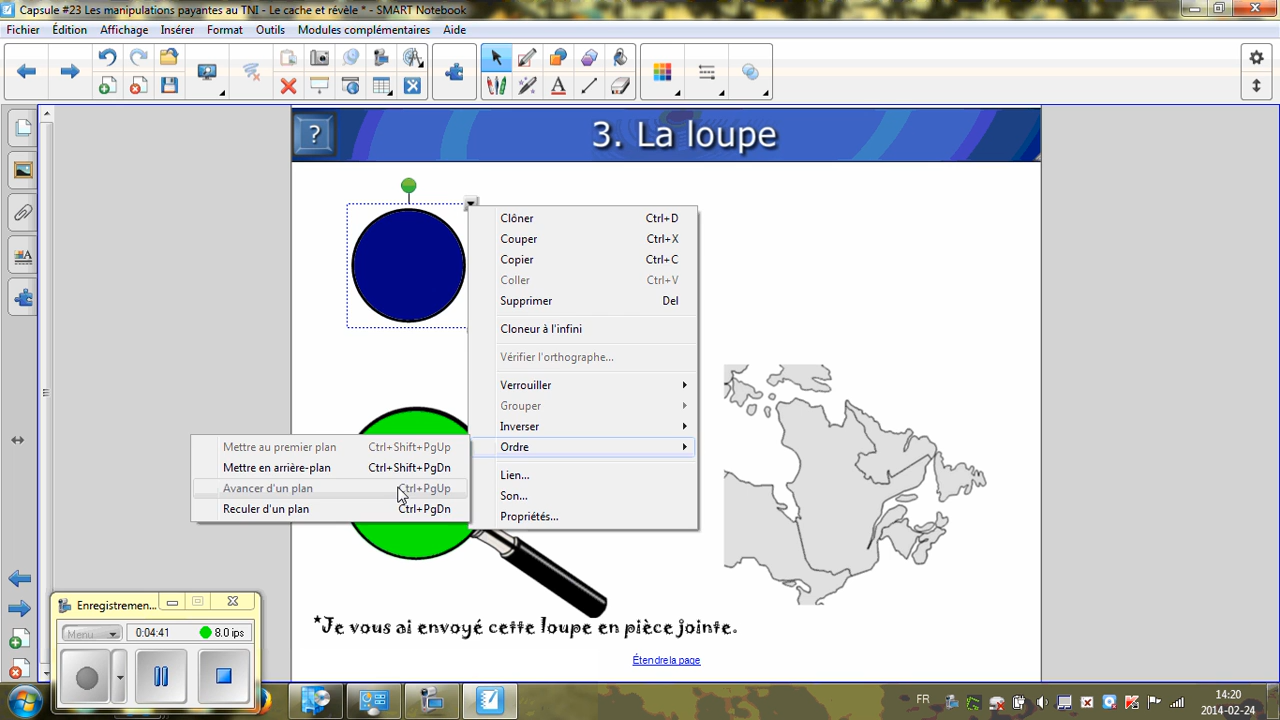 Capsule #23 Les manipulations payantes au TNI - Le cache et révèle * - SMART Notebook
Fichier Édition Affichage Insérer Format Outils Modules complémentaires Aide
?
3. La loupe
Clôner Ctrl+D
Couper Ctrl+X
Copier Ctrl+C
Coller Ctrl+V
Supprimer Del
Cloneur à l'infini
Vérifier l'orthographe...
Verrouiller
Grouper
Inverser
Ordre
Lien...
Son...
Propriétés...
Mettre au premier plan Ctrl+Shift+PgUp
Mettre en arrière-plan Ctrl+Shift+PgDn
Avancer d'un plan Ctrl+PgUp
Reculer d'un plan Ctrl+PgDn
*Je vous ai envoyé cette loupe en pièce jointe.
Étendre la page
Enregistremen...
Menu 0:04:41 8.0 ips
FR
14:20
2014-02-24